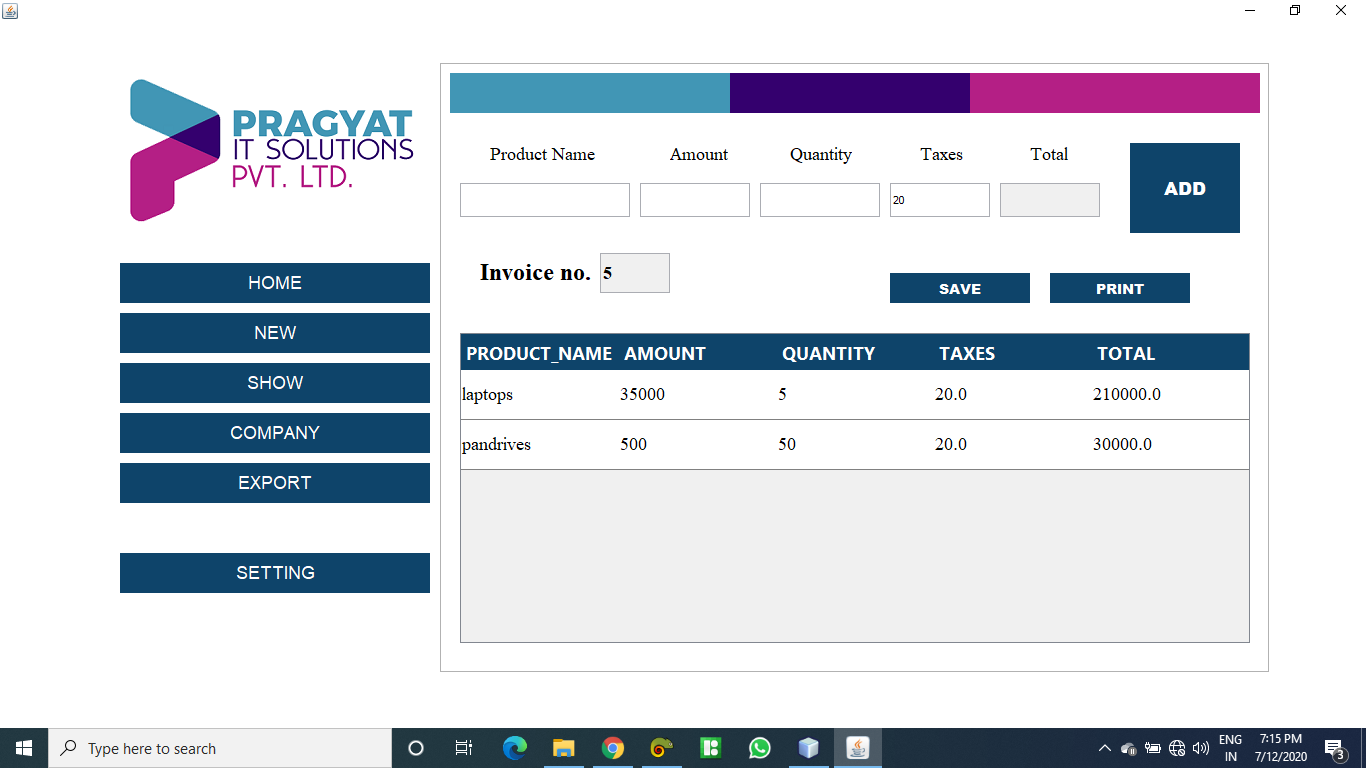 PRAGYAT
IT SOLUTIONS
PVT. LTD.
HOME
NEW
SHOW
COMPANY
EXPORT
SETTING
Product Name Amount Quantity Taxes Total
20
ADD
Invoice no. 5
SAVE PRINT
PRODUCT_NAME AMOUNT QUANTITY TAXES TOTAL
laptops 35000 5 20.0 210000.0
pandrives 500 50 20.0 30000.0
Type here to search
ENG
IN
7:15 PM
7/12/2020
3